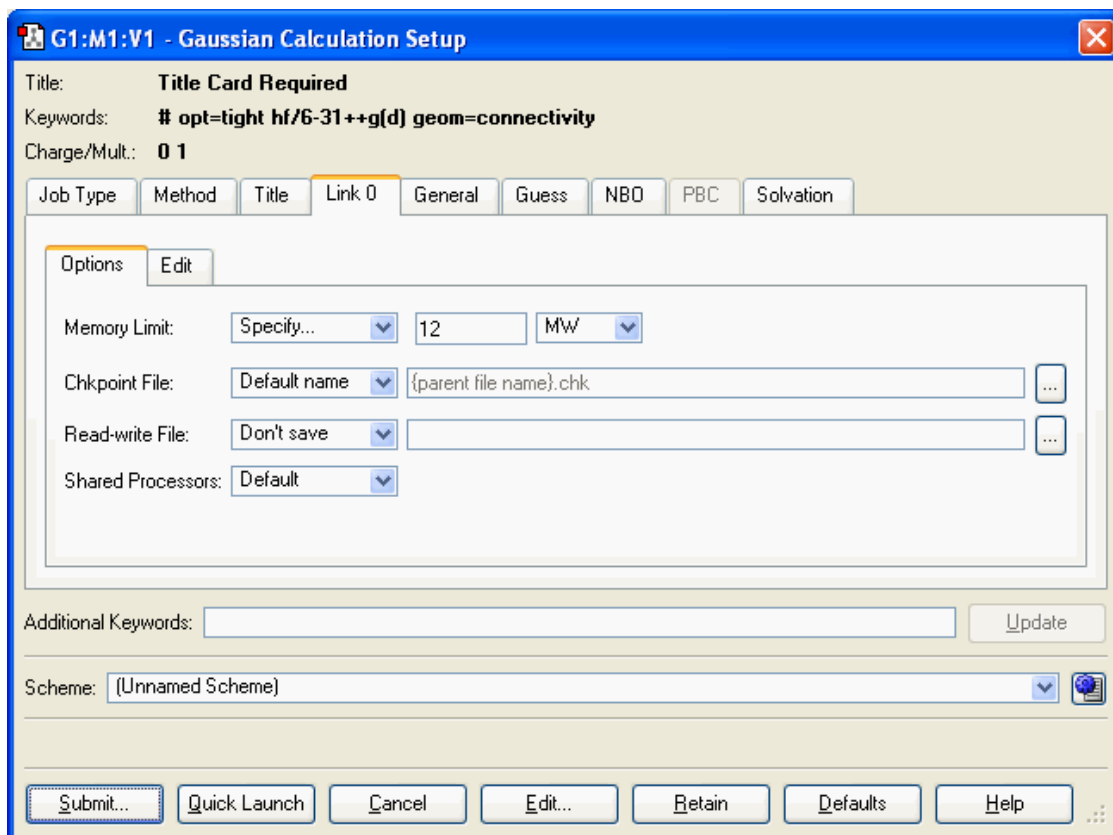 G1:M1:V1 - Gaussian Calculation Setup
Title: Title Card Required
Keywords: # opt=tight hf/6-31++g(d) geom=connectivity
Charge/Mult.: 0 1
Job Type Method Title Link 0 General Guess NBO PBC Solvation
Options Edit
Memory Limit: Specify... 12 MW
Chkpoint File: Default name {parent file name}.chk ...
Read-write File: Don't save ...
Shared Processors: Default
Additional Keywords: Update
Scheme: (Unnamed Scheme)
Submit... Quick Launch Cancel Edit... Retain Defaults Help